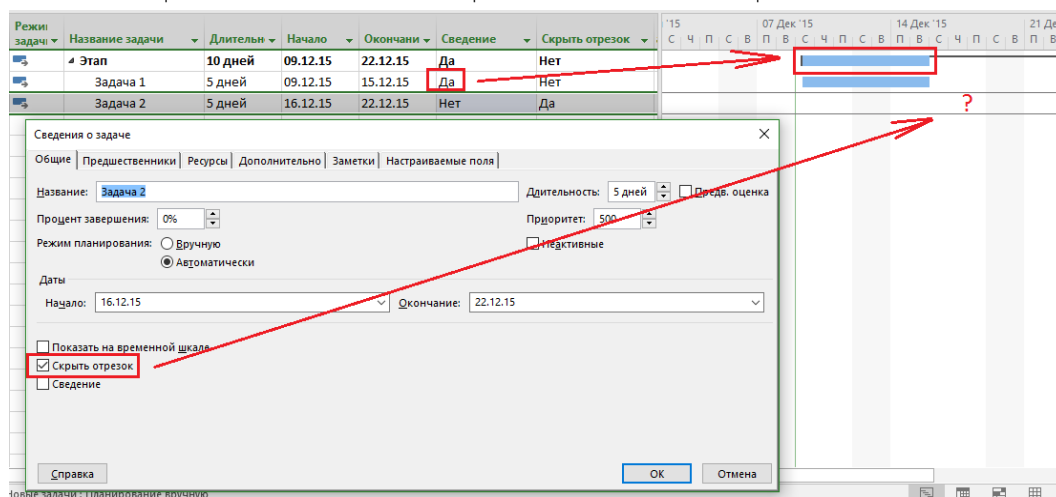 Режим задачи Название задачи Длительн Начало Окончани Сведение Скрыть отрезок '15 07 Дек '15 14 Дек '15 21 Де
С Ч П С В П В С Ч П С В П В С Ч П С В П В
Этап 10 дней 09.12.15 22.12.15 Да Нет
Задача 1 5 дней 09.12.15 15.12.15 Да Нет
Задача 2 5 дней 16.12.15 22.12.15 Нет Да ?
Сведения о задаче
Общие Предшественники Ресурсы Дополнительно Заметки Настраиваемые поля
Название: Задача 2 Длительность: 5 дней Предв. оценка
Процент завершения: 0% Приоритет: 500
Режим планирования: Вручную Неактивные
Автоматически
Даты
Начало: 16.12.15 Окончание: 22.12.15
Показать на временной шкале
Скрыть отрезок
Сведение
Справка ОК Отмена
Новые задачи : Планирование вручную